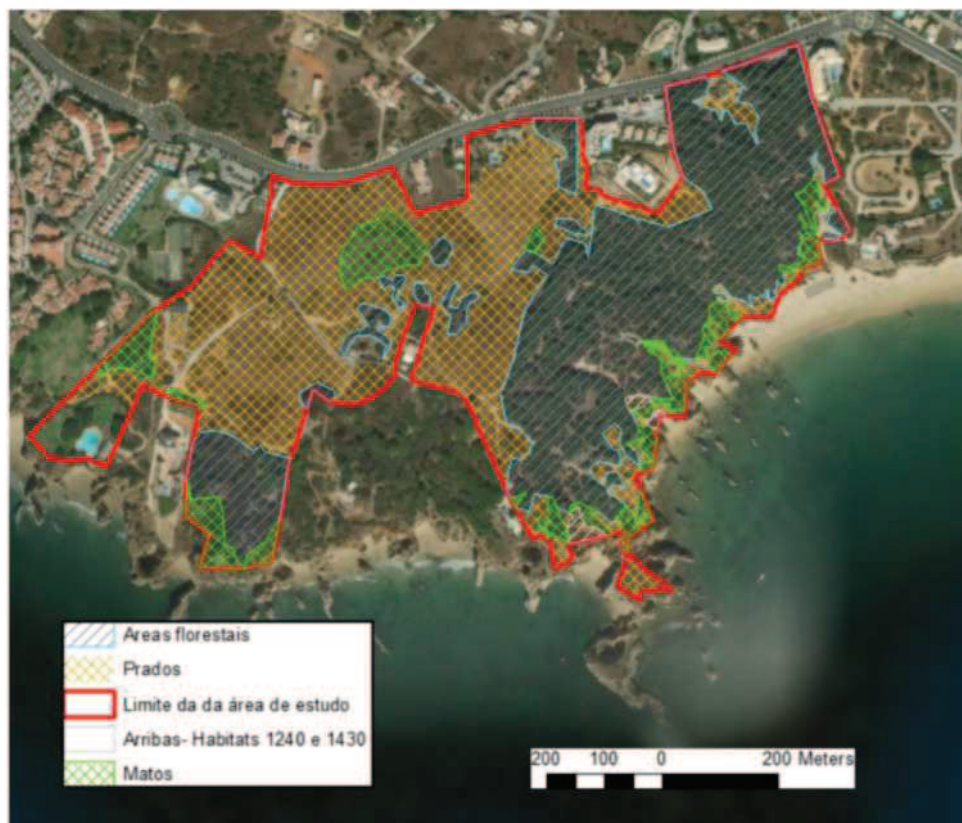 Areas florestais
Prados
Limite da da área de estudo
Arribas- Habitats 1240 e 1430
Matos
200 100 0 200 Meters